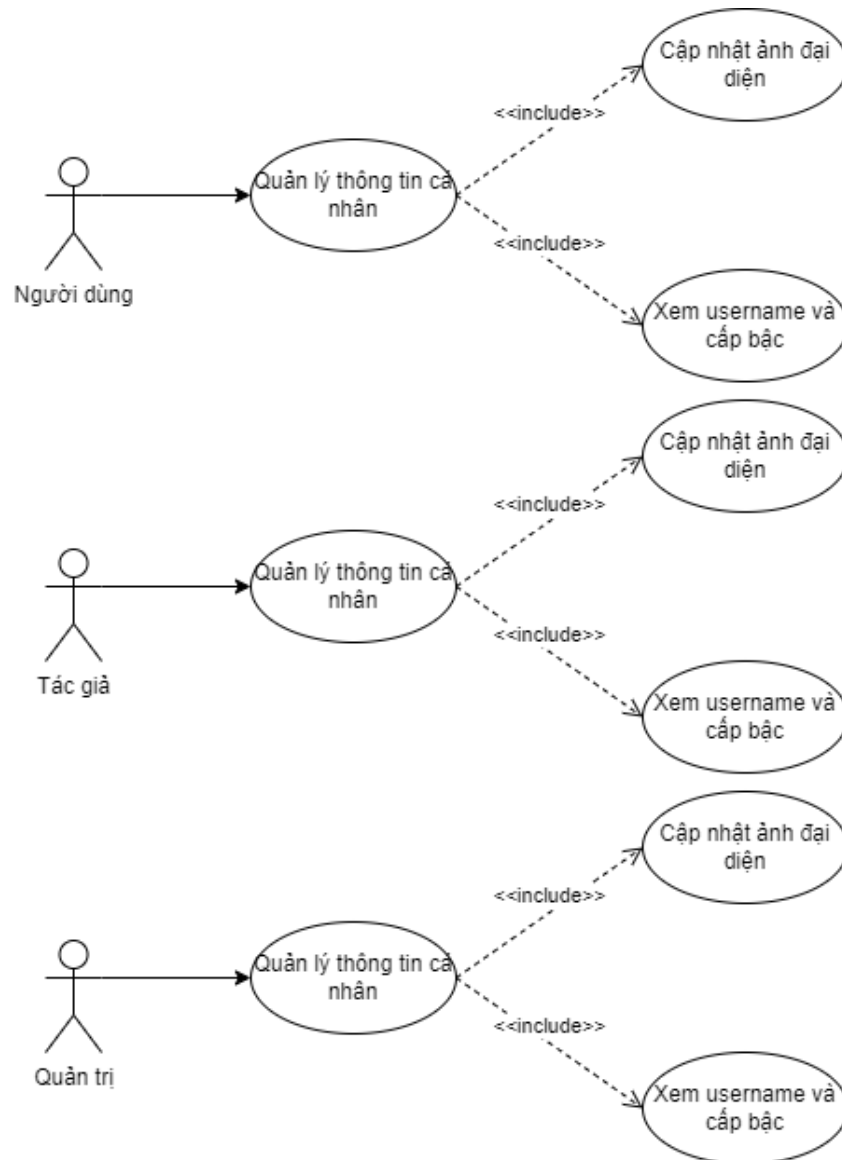 Cập nhật ảnh đại
diện
<<include>>
Quản lý thông tin cá
nhân
<<include>>
Người dùng
Xem username và
cấp bậc
Cập nhật ảnh đại
diện
<<include>>
Quản lý thông tin cá
nhân
<<include>>
Tác giả
Xem username và
cấp bậc
Cập nhật ảnh đại
diện
<<include>>
Quản lý thông tin cá
nhân
<<include>>
Quản trị
Xem username và
cấp bậc